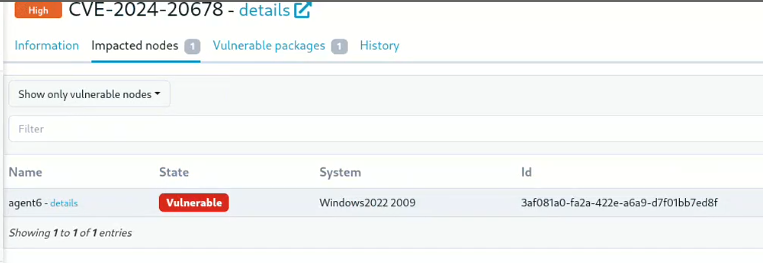 High CVE-2024-20678 - details
Information Impacted nodes 1 Vulnerable packages 1 History
Show only vulnerable nodes
Filter
Name State System Id
agent6 - details Vulnerable Windows2022 2009 3af081a0-fa2a-422e-a6a9-d7f01bb7ed8f
Showing 1 to 1 of 1 entries